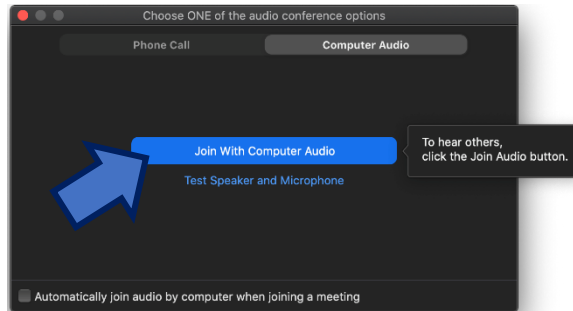 Choose ONE of the audio conference options
Phone Call
Computer Audio
Join With Computer Audio
To hear others,
click the Join Audio button.
Test Speaker and Microphone
Automatically join audio by computer when joining a meeting